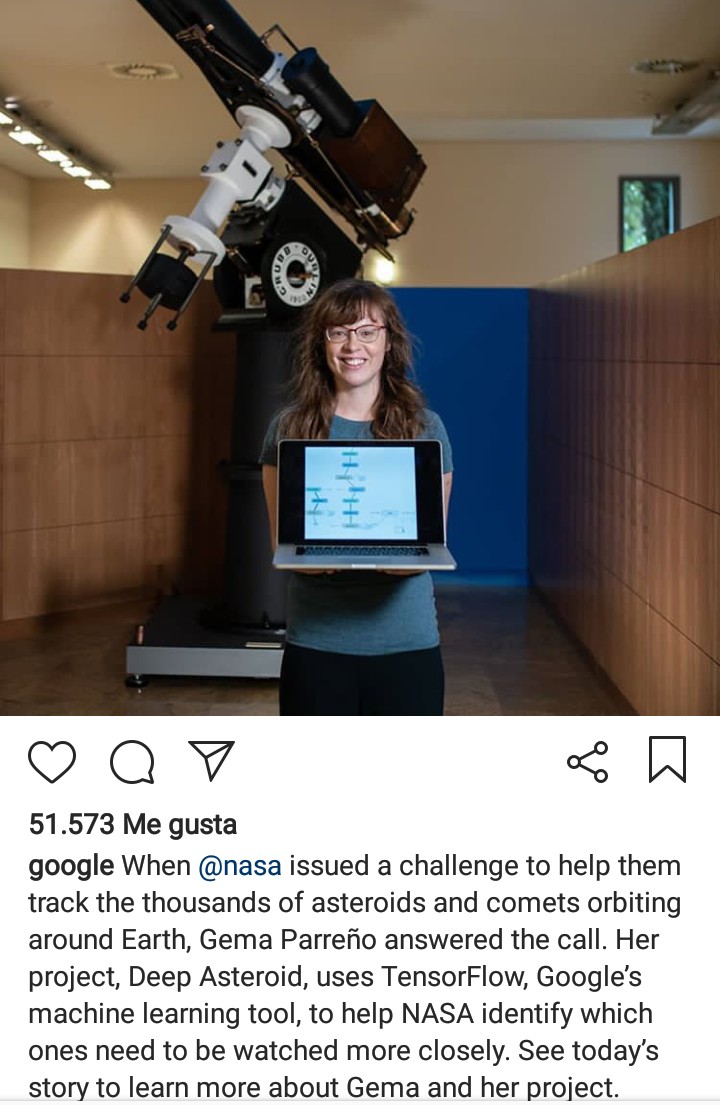 GRUBB · DUBLIN
51.573 Me gusta
google When @nasa issued a challenge to help them
track the thousands of asteroids and comets orbiting
around Earth, Gema Parreño answered the call. Her
project, Deep Asteroid, uses TensorFlow, Google’s
machine learning tool, to help NASA identify which
ones need to be watched more closely. See today’s
story to learn more about Gema and her project.